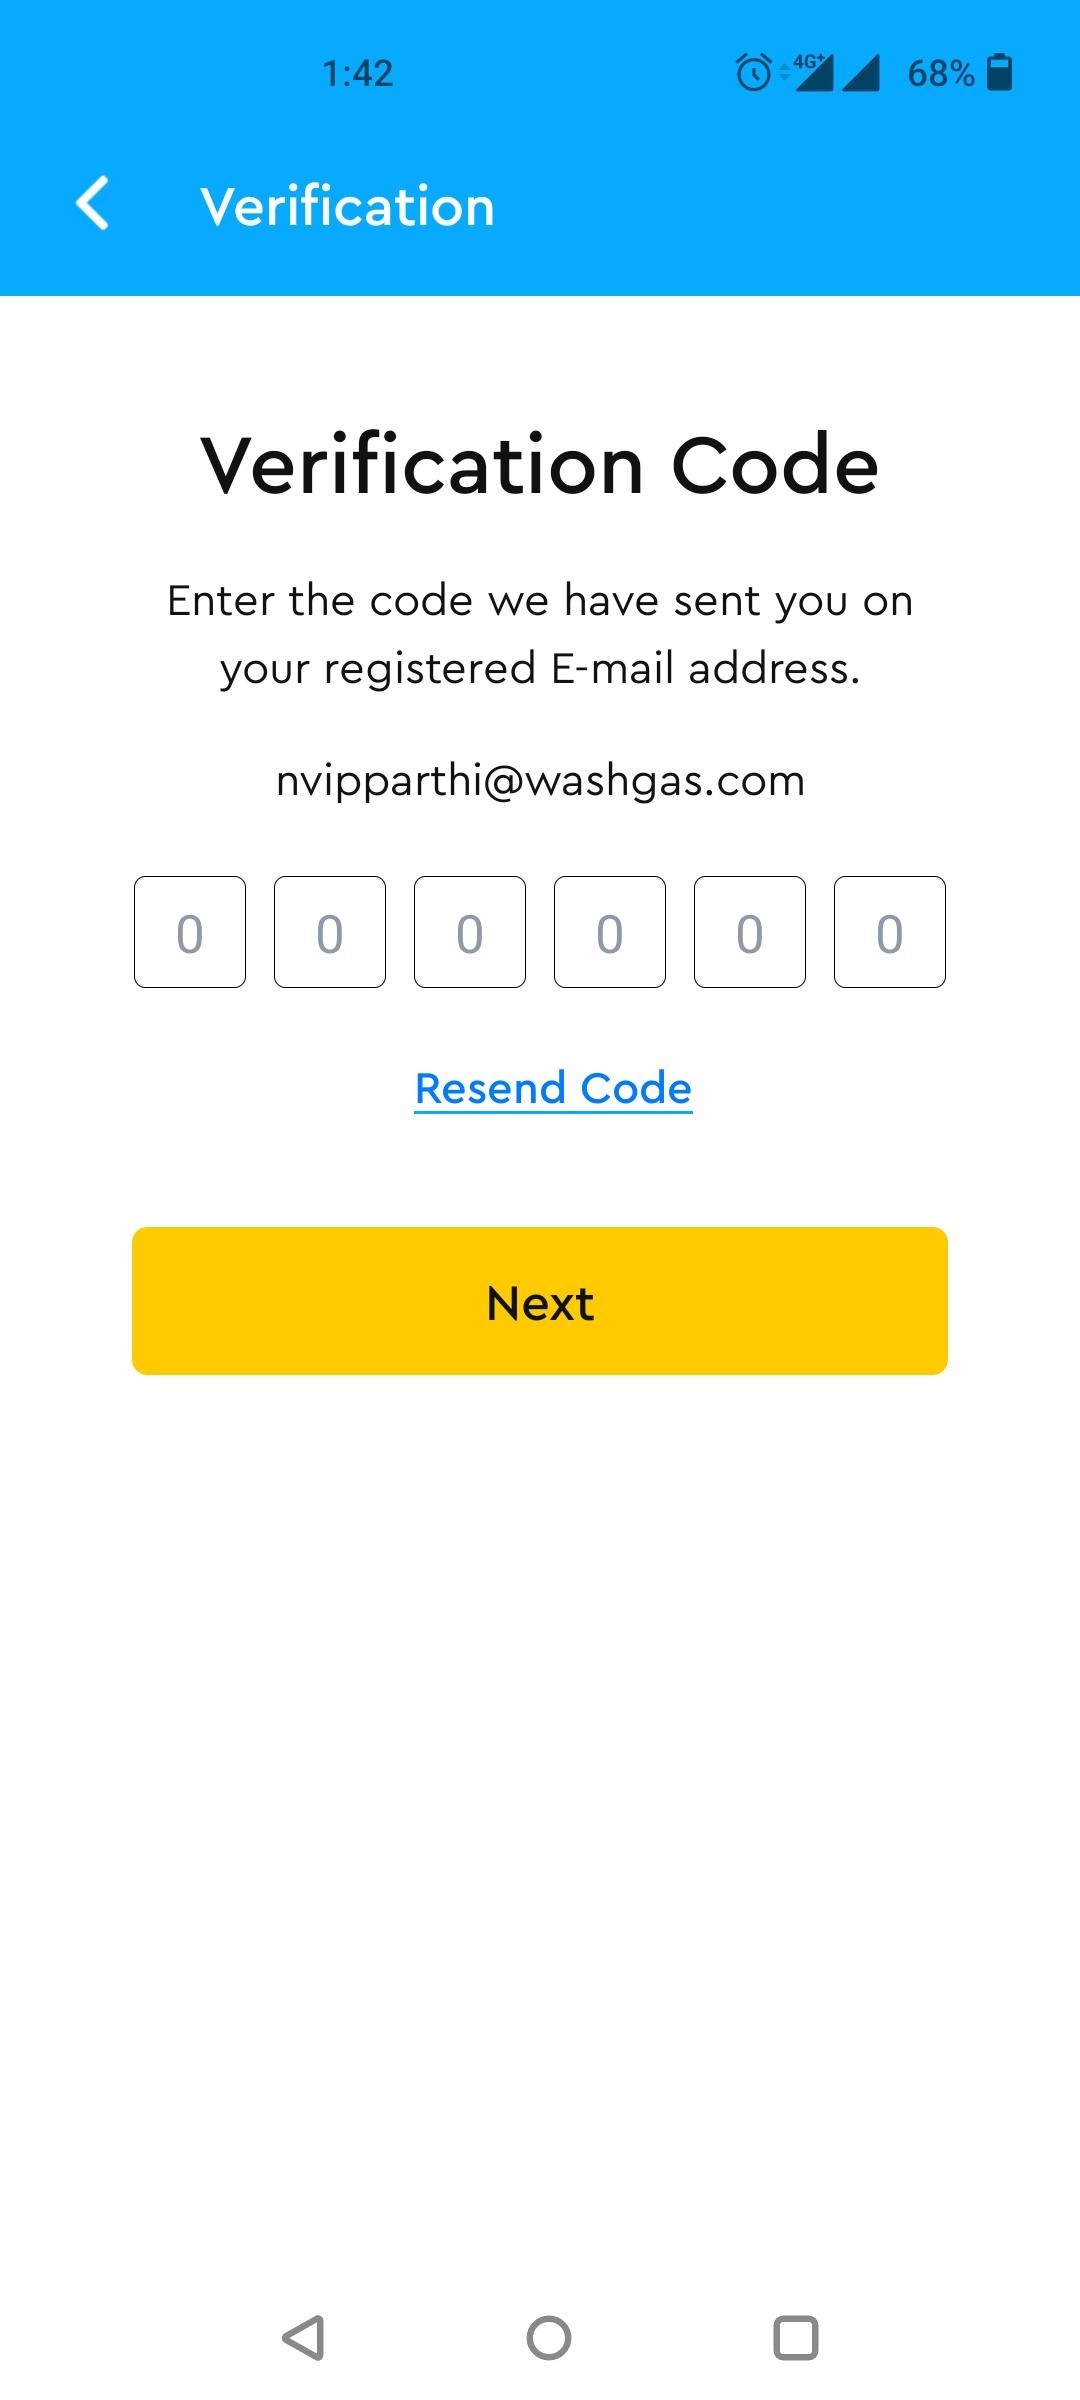 1:42 4G+ 68%
Verification
Verification Code
Enter the code we have sent you on
your registered E-mail address.
nvipparthi@washgas.com
0 0 0 0 0 0
Resend Code
Next